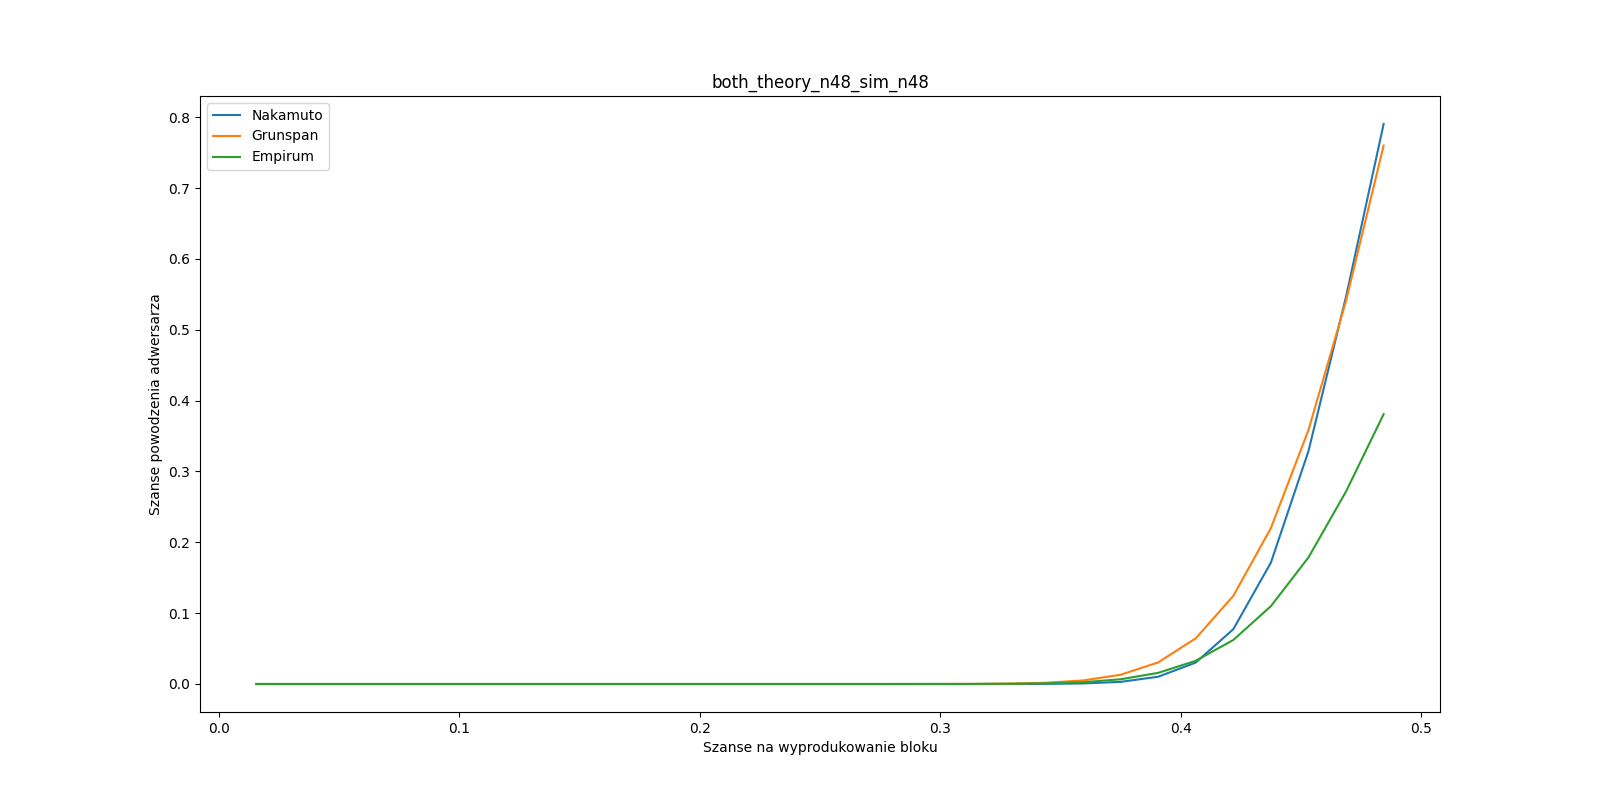 both_theory_n48_sim_n48
Nakamuto
Grunspan
Empirum
Szanse powodzenia adwersarza
0.8
0.7
0.6
0.5
0.4
0.3
0.2
0.1
0.0
0.0 0.1 0.2 0.3 0.4 0.5
Szanse na wyprodukowanie bloku